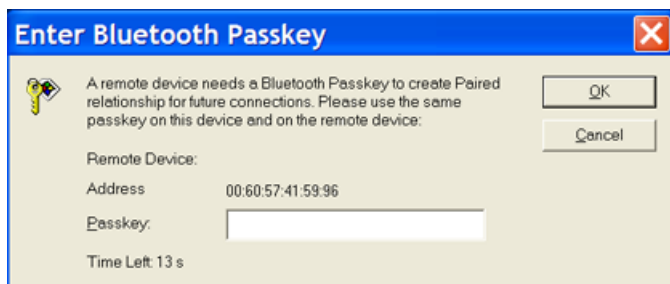 Enter Bluetooth Passkey
A remote device needs a Bluetooth Passkey to create Paired
relationship for future connections. Please use the same
passkey on this device and on the remote device:
OK
Cancel
Remote Device:
Address 00:60:57:41:59:96
Passkey:
Time Left: 13 s